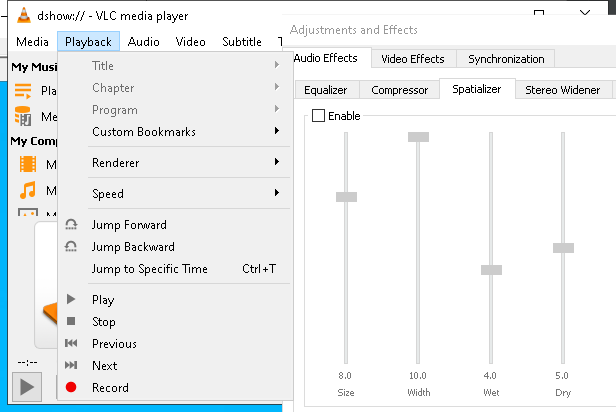 dshow:// - VLC media player
Media Playback Audio Video Subtitle T
My Musi
Pla
Me
My Comp
M
M
M
Title
Chapter
Program
Custom Bookmarks
Renderer
Speed
Jump Forward
Jump Backward
Jump to Specific Time Ctrl+T
Play
Stop
Previous
Next
Record
--:--
Adjustments and Effects
Audio Effects Video Effects Synchronization
Equalizer Compressor Spatializer Stereo Widener
Enable
8.0 10.0 4.0 5.0
Size Width Wet Dry